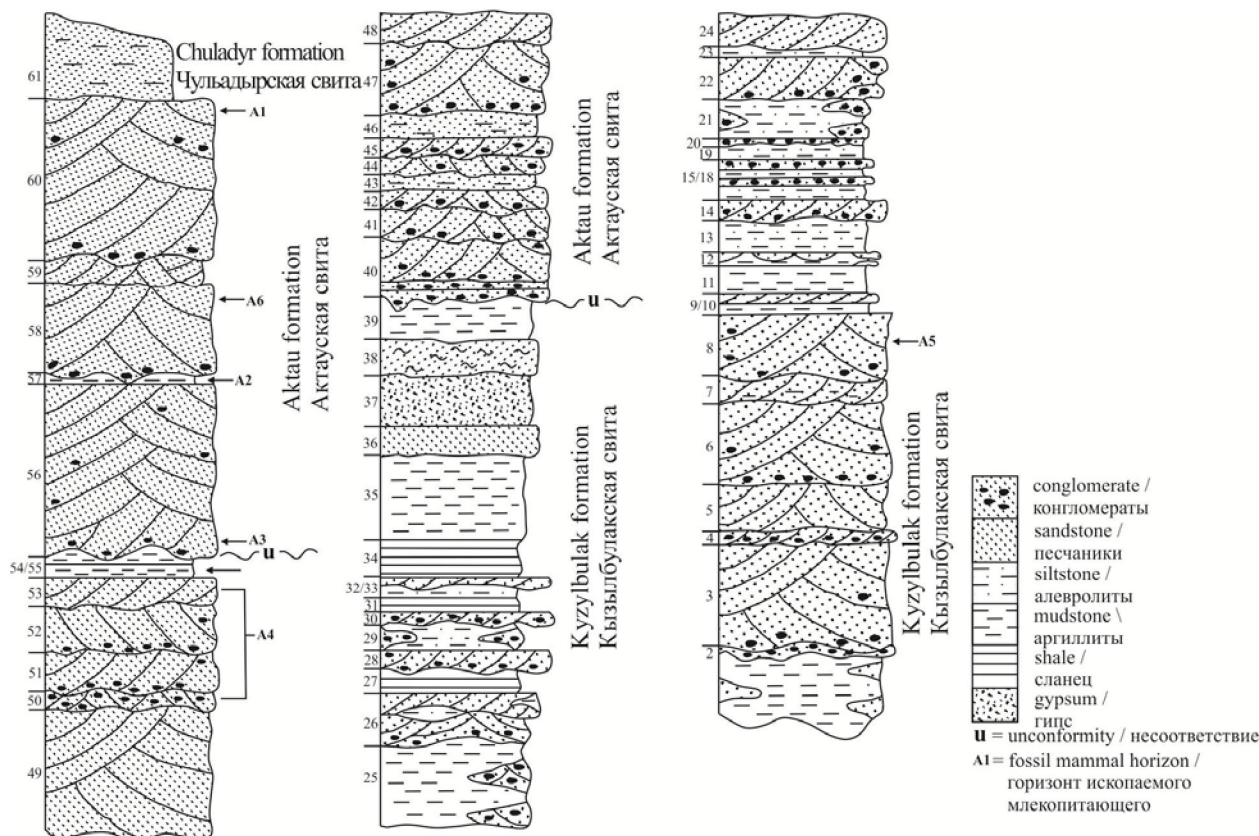 61
Chuladyr formation
Чульадырская свита
A1
60
59
A6
58
57
A2
56
A3
u
54/55
53
52
A4
51
50
49
Aktau formation
Актауская свита
48
47
46
45
44
43
42
41
40
u
39
38
37
36
35
34
32/33
31
30
29
28
27
26
25
Aktau formation
Актауская свита
Kyzylbulak formation
Кызылбулакская свита
24
23
22
21
20
19
15/18
14
13
12
11
9/10
8
A5
7
6
5
4
3
2
Kyzylbulak formation
Кызылбулакская свита
conglomerate /
конгломераты
sandstone /
песчаники
siltstone /
алевролиты
mudstone \
аргиллиты
shale /
сланец
gypsum /
гипс
u = unconformity / несоответствие
A1 = fossil mammal horizon /
горизонт ископаемого
млекопитающего